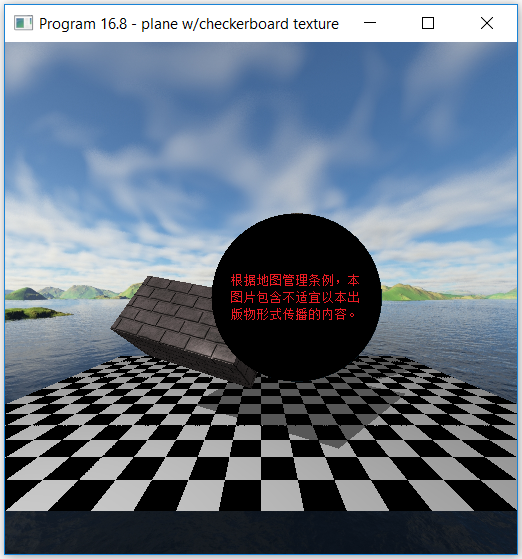 Program 16.8 - plane w/checkerboard texture
根据地图管理条例，本
图片包含不适宜以本出
版物形式传播的内容。